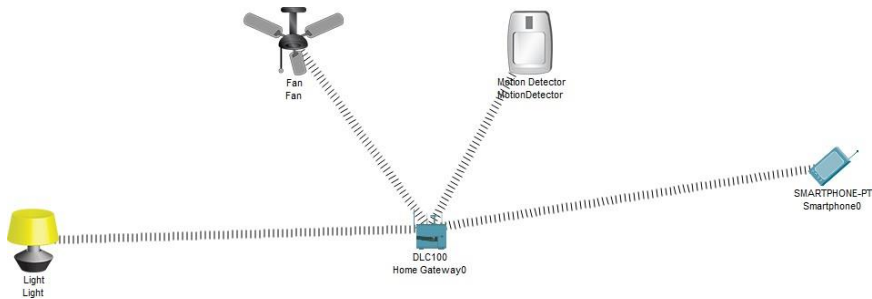 Fan
Fan
Motion Detector
MotionDetector
SMARTPHONE-PT
Smartphone0
DLC100
Home Gateway0
Light
Light